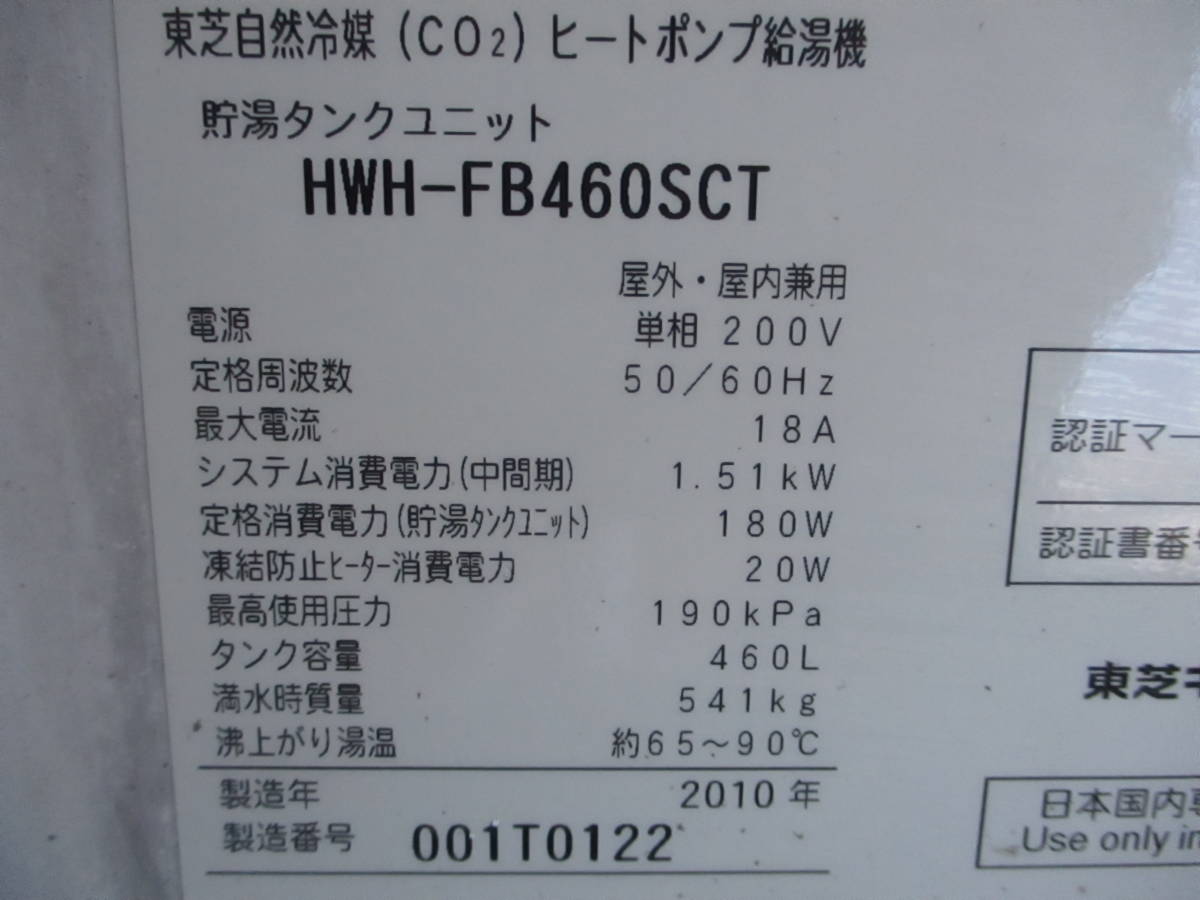 東芝自然冷媒（CO₂）ヒートポンプ給湯機
貯湯タンクユニット
HWH-FB460SCT
屋外・屋内兼用
電源 単相 200V
定格周波数 50／60Hz
最大電流 18A
システム消費電力(中間期) 1.51kW
定格消費電力(貯湯ﾀﾝｸﾕﾆｯﾄ) 180W
凍結防止ﾋｰﾀｰ消費電力 20W
最高使用圧力 190kPa
タンク容量 460L
満水時質量 541kg
沸上がり湯温 約65～90℃
製造年 2010 年
製造番号 001T0122
認証マー
認証書番号
東芝キ
日本国内専
Use only in